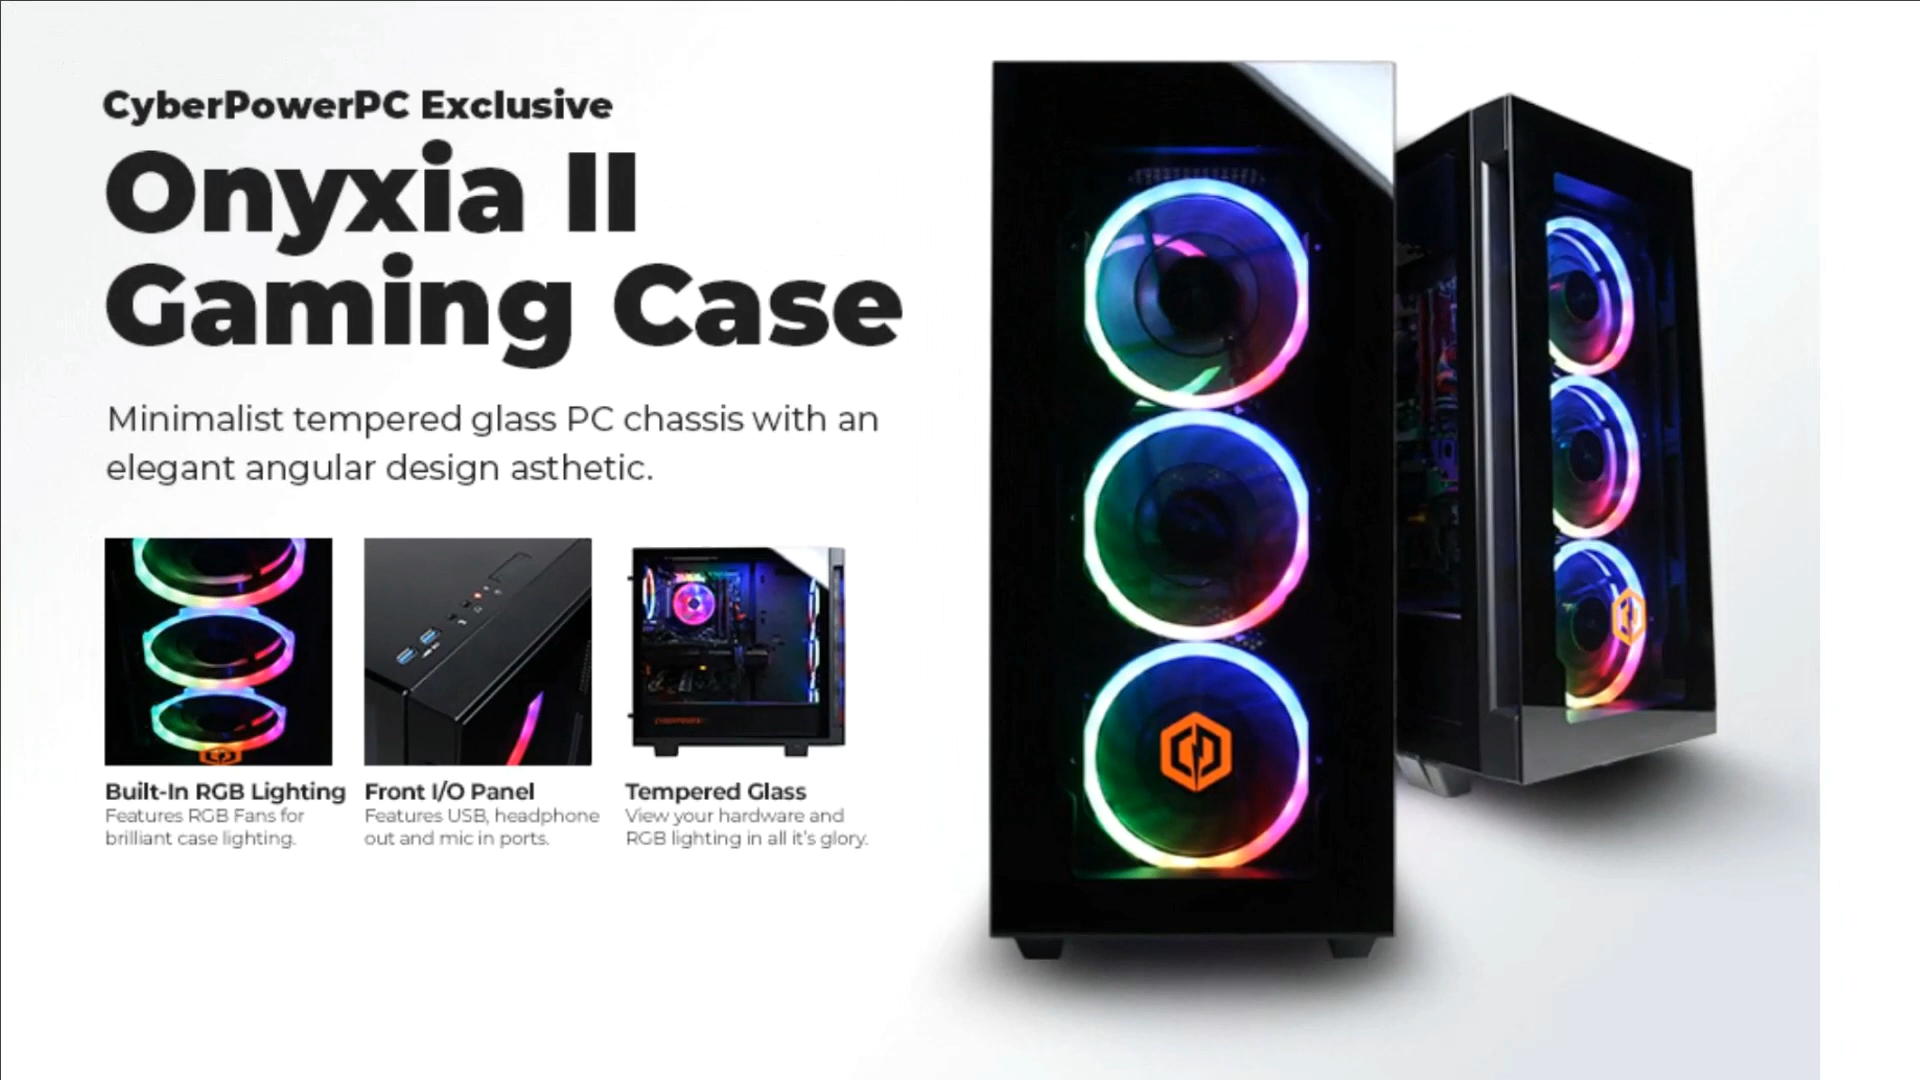 CyberPowerPC Exclusive
Onyxia II
Gaming Case
Minimalist tempered glass PC chassis with an
elegant angular design asthetic.
Built-In RGB Lighting
Features RGB Fans for
brilliant case lighting.
Front I/O Panel
Features USB, headphone
out and mic in ports.
Tempered Glass
View your hardware and
RGB lighting in all it's glory.